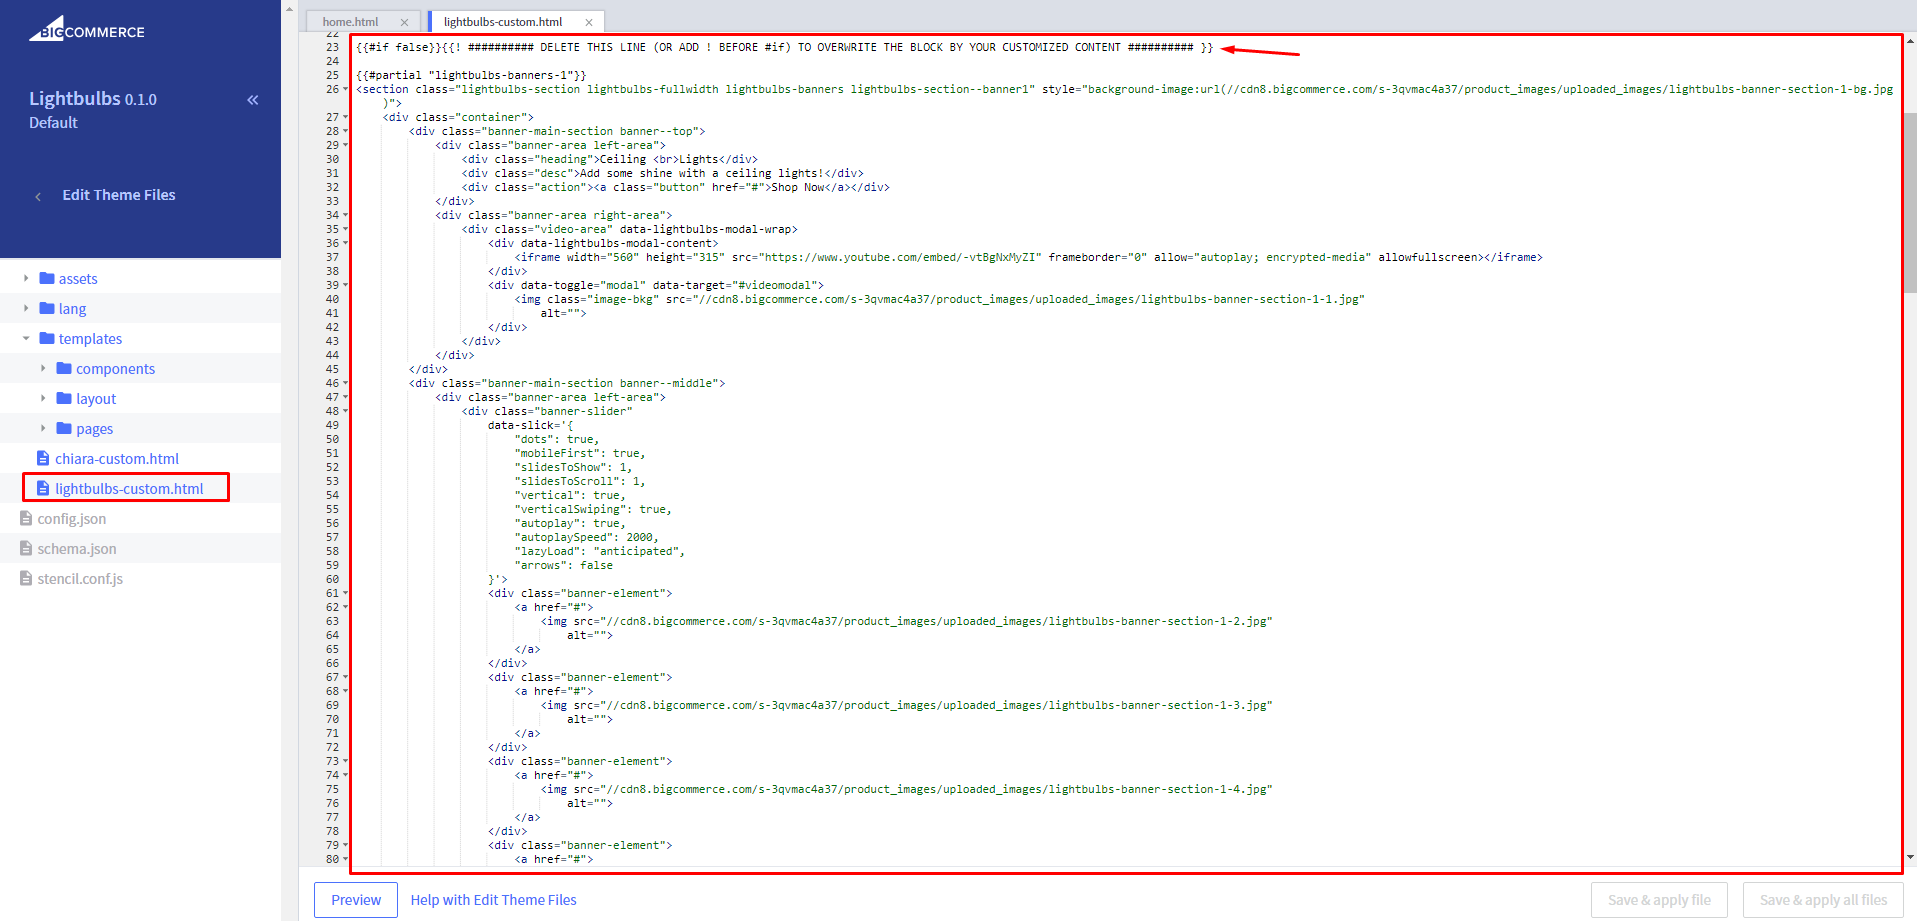 BIGCOMMERCE
Lightbulbs 0.1.0
«
Default
‹ Edit Theme Files
assets
lang
templates
components
layout
pages
chiara-custom.html
lightbulbs-custom.html
config.json
schema.json
stencil.conf.js
home.html ×
lightbulbs-custom.html ×
22
23 {{#if false}}{{! ########## DELETE THIS LINE (OR ADD ! BEFORE #if) TO OVERWRITE THE BLOCK BY YOUR CUSTOMIZED CONTENT ########## }}
24
25 {{#partial "lightbulbs-banners-1"}}
26 <section class="lightbulbs-section lightbulbs-fullwidth lightbulbs-banners lightbulbs-section--banner1" style="background-image:url(//cdn8.bigcommerce.com/s-3qvmac4a37/product_images/uploaded_images/lightbulbs-banner-section-1-bg.jpg
)">
27 <div class="container">
28 <div class="banner-main-section banner--top">
29 <div class="banner-area left-area">
30 <div class="heading">Ceiling <br>Lights</div>
31 <div class="desc">Add some shine with a ceiling lights!</div>
32 <div class="action"><a class="button" href="#">Shop Now</a></div>
33 </div>
34 <div class="banner-area right-area">
35 <div class="video-area" data-lightbulbs-modal-wrap>
36 <div data-lightbulbs-modal-content>
37 <iframe width="560" height="315" src="https://www.youtube.com/embed/-vtBgNxMyZI" frameborder="0" allow="autoplay; encrypted-media" allowfullscreen></iframe>
38 </div>
39 <div data-toggle="modal" data-target="#videomodal">
40 <img class="image-bkg" src="//cdn8.bigcommerce.com/s-3qvmac4a37/product_images/uploaded_images/lightbulbs-banner-section-1-1.jpg"
41 alt="">
42 </div>
43 </div>
44 </div>
45 </div>
46 <div class="banner-main-section banner--middle">
47 <div class="banner-area left-area">
48 <div class="banner-slider"
49 data-slick='{
50 "dots": true,
51 "mobileFirst": true,
52 "slidesToShow": 1,
53 "slidesToScroll": 1,
54 "vertical": true,
55 "verticalSwiping": true,
56 "autoplay": true,
57 "autoplaySpeed": 2000,
58 "lazyLoad": "anticipated",
59 "arrows": false
60 }'>
61 <div class="banner-element">
62 <a href="#">
63 <img src="//cdn8.bigcommerce.com/s-3qvmac4a37/product_images/uploaded_images/lightbulbs-banner-section-1-2.jpg"
64 alt="">
65 </a>
66 </div>
67 <div class="banner-element">
68 <a href="#">
69 <img src="//cdn8.bigcommerce.com/s-3qvmac4a37/product_images/uploaded_images/lightbulbs-banner-section-1-3.jpg"
70 alt="">
71 </a>
72 </div>
73 <div class="banner-element">
74 <a href="#">
75 <img src="//cdn8.bigcommerce.com/s-3qvmac4a37/product_images/uploaded_images/lightbulbs-banner-section-1-4.jpg"
76 alt="">
77 </a>
78 </div>
79 <div class="banner-element">
80 <a href="#">
Preview
Help with Edit Theme Files
Save & apply file
Save & apply all files